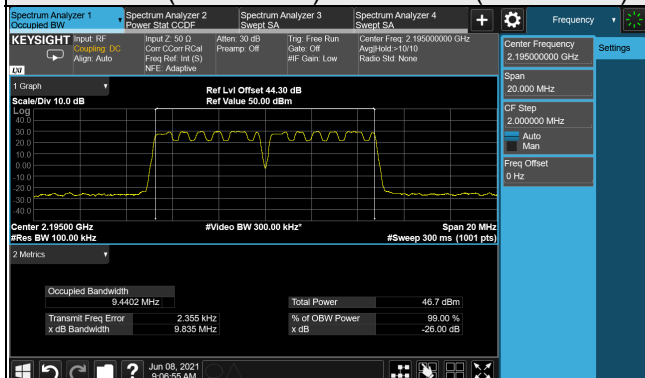 Spectrum Analyzer 1
Occupied BW
Spectrum Analyzer 2
Power Stat CCDF
Spectrum Analyzer 3
Swept SA
Spectrum Analyzer 4
Swept SA
Frequency
KEYSIGHT
LXI
Input: RF
Coupling: DC
Align: Auto
Input Z: 50 Ω
Corr CCorr RCal
Freq Ref: Int (S)
NFE: Adaptive
Atten: 30 dB
Preamp: Off
Trig: Free Run
Gate: Off
#IF Gain: Low
Center Freq: 2.195000000 GHz
Avg|Hold:>10/10
Radio Std: None
Center Frequency
2.195000000 GHz
Settings
Span
20.000 MHz
CF Step
2.000000 MHz
Auto
Man
Freq Offset
0 Hz
1 Graph
Scale/Div 10.0 dB
Ref Lvl Offset 44.30 dB
Ref Value 50.00 dBm
Log
40.0
30.0
20.0
10.0
0.00
-10.0
-20.0
-30.0
-40.0
Center 2.19500 GHz
#Res BW 100.00 kHz
#Video BW 300.00 kHz*
Span 20 MHz
#Sweep 300 ms (1001 pts)
2 Metrics
Occupied Bandwidth
9.4402 MHz
Total Power 46.7 dBm
Transmit Freq Error 2.355 kHz
% of OBW Power 99.00 %
x dB Bandwidth 9.835 MHz
x dB -26.00 dB
Jun 08, 2021
9:06:55 AM